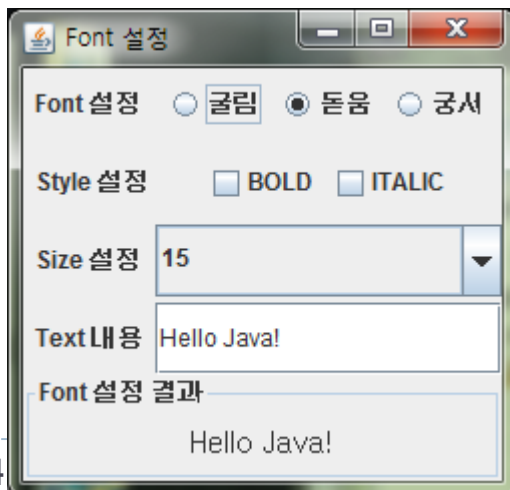 Font 설정
Font 설정 굴림 돋움 궁서
Style 설정 BOLD ITALIC
Size 설정 15
Text 내용 Hello Java!
Font 설정 결과
Hello Java!